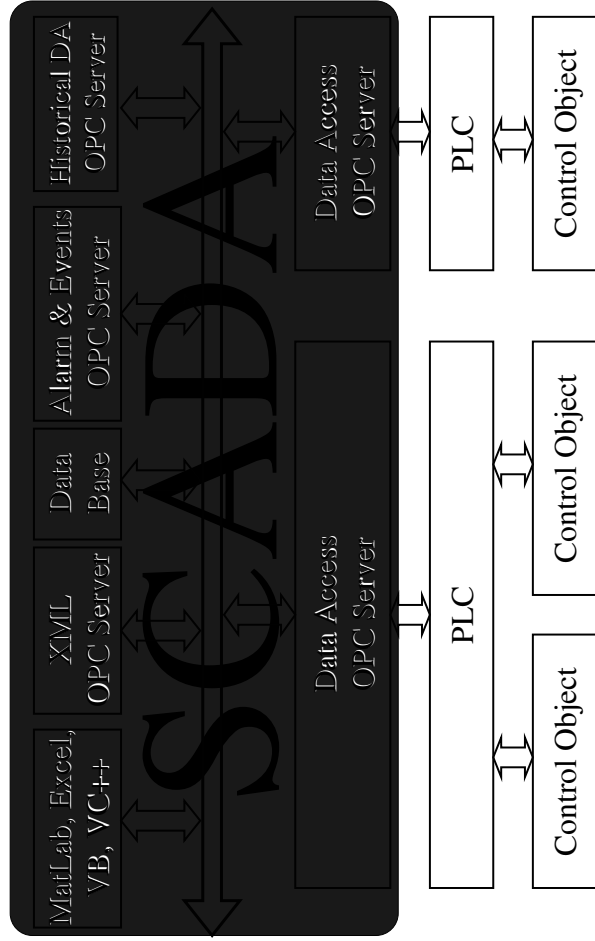 MatLab, Excel,
VB, VC++
XML
OPC Server
Data
Base
Alarm & Events
OPC Server
Historical DA
OPC Server
SCADA
Data Access
OPC Server
Data Access
OPC Server
PLC
PLC
Control Object
Control Object
Control Object